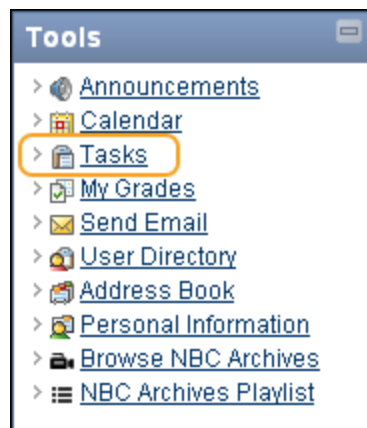 Tools
Announcements
Calendar
Tasks
My Grades
Send Email
User Directory
Address Book
Personal Information
Browse NBC Archives
NBC Archives Playlist